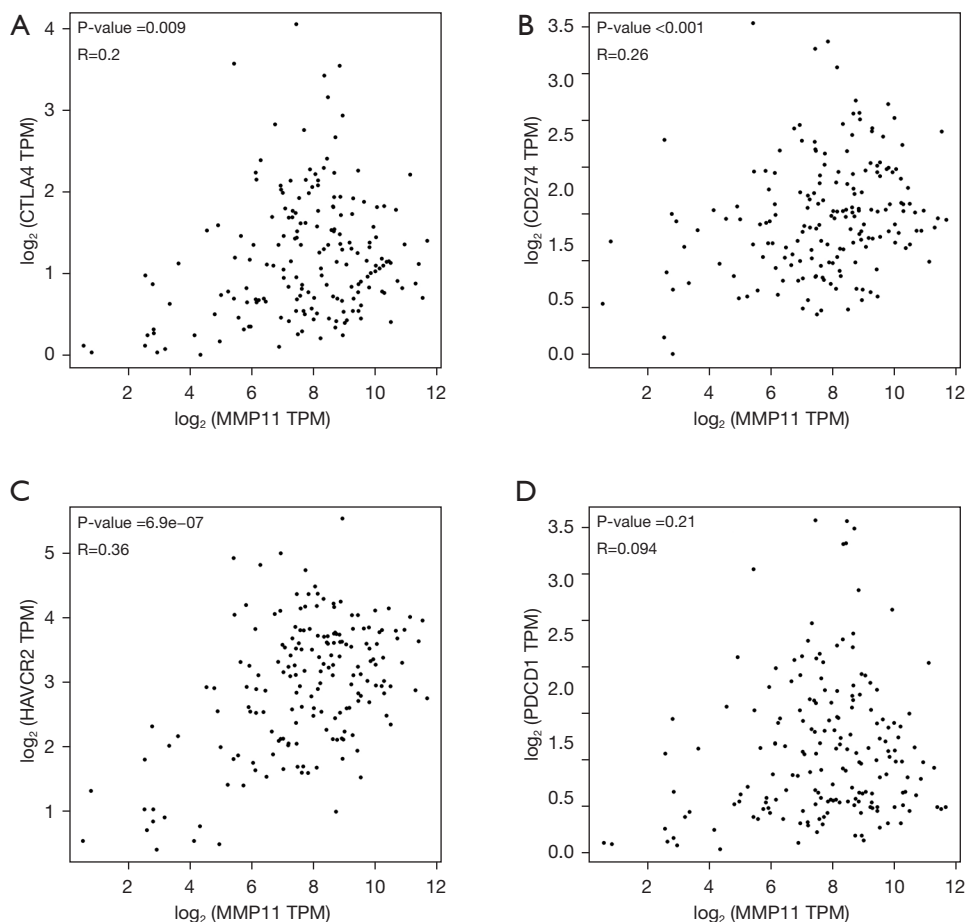 A
P-value =0.009
R=0.2
log₂ (CTLA4 TPM)
4
3
2
1
0
2 4 6 8 10 12
log₂ (MMP11 TPM)
B
P-value <0.001
R=0.26
log₂ (CD274 TPM)
3.5
3.0
2.5
2.0
1.5
0.5
0.0
2 4 6 8 10 12
log₂ (MMP11 TPM)
C
P-value =6.9e−07
R=0.36
log₂ (HAVCR2 TPM)
5
4
3
2
1
2 4 6 8 10 12
log₂ (MMP11 TPM)
D
P-value =0.21
R=0.094
log₂ (PDCD1 TPM)
3.5
3.0
2.5
2.0
1.5
0.5
0.0
2 4 6 8 10 12
log₂ (MMP11 TPM)